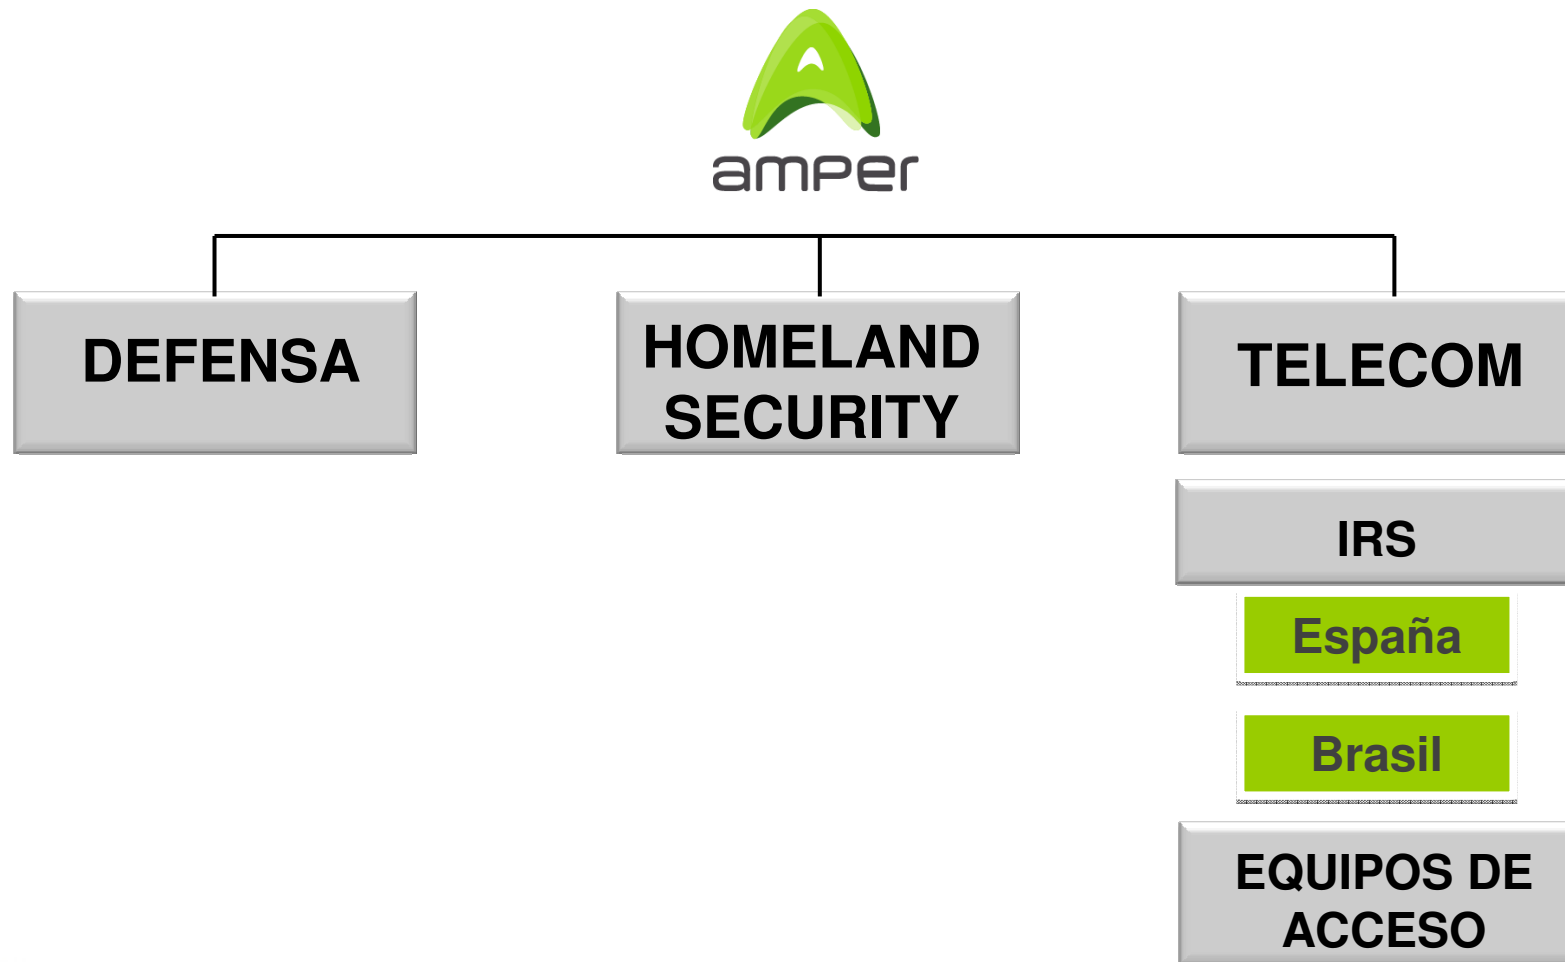 amper
DEFENSA
HOMELAND
SECURITY
TELECOM
IRS
España
Brasil
EQUIPOS DE
ACCESO